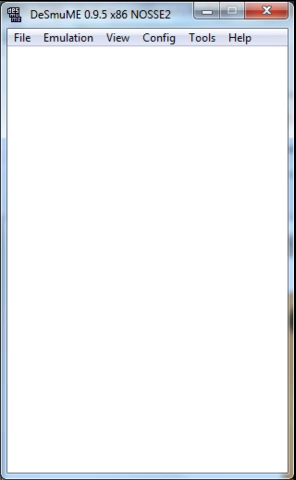 DeSmuME 0.9.5 x86 NOSSE2
File Emulation View Config Tools Help